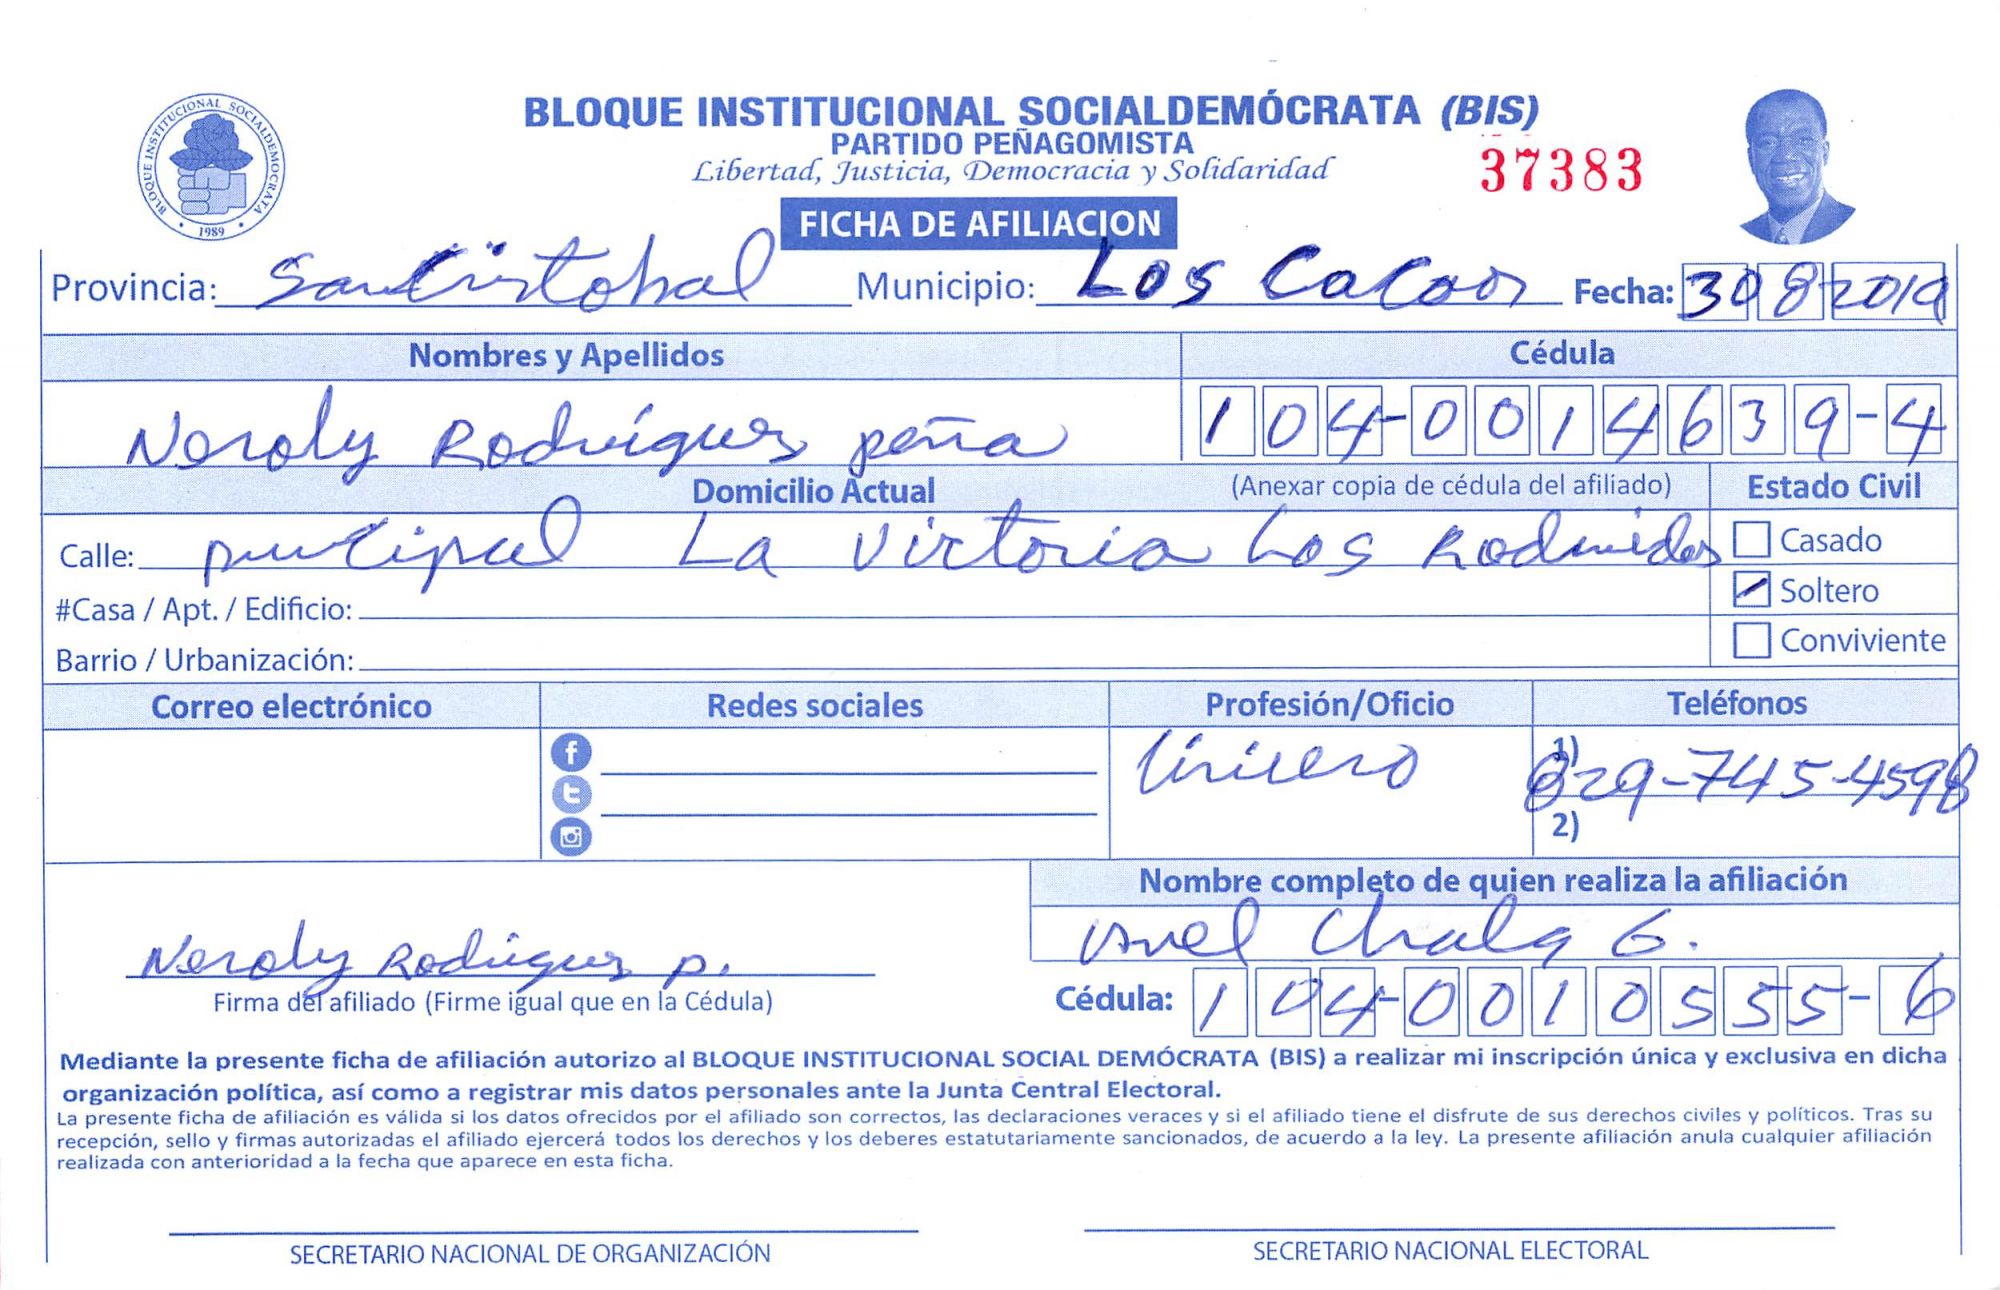 BLOQUE INSTITUCIONAL SOCIALDEMOCRATA
1989
BLOQUE INSTITUCIONAL SOCIALDEMÓCRATA (BIS)
PARTIDO PEÑAGOMISTA
Libertad, Justicia, Democracia y Solidaridad
37383
FICHA DE AFILIACION
Provincia: San Cristobal Municipio: Los Cacaos Fecha: 30 8 2019
Nombres y Apellidos Cédula
Neroly Rodrígues peña 104-0014639-4
Domicilio Actual (Anexar copia de cédula del afiliado) Estado Civil
Calle: principal La Victoria Los Casado
#Casa / Apt. / Edificio: Soltero
Barrio / Urbanización: Conviviente
Correo electrónico Redes sociales Profesión/Oficio Teléfonos
1) 829-745-4598
2)
Nombre completo de quien realiza la afiliación
Chala G.
Neroly Rodrígues p.
Firma del afiliado (Firme igual que en la Cédula) Cédula: 104-0010555-6
Mediante la presente ficha de afiliación autorizo al BLOQUE INSTITUCIONAL SOCIAL DEMÓCRATA (BIS) a realizar mi inscripción única y exclusiva en dicha
organización política, así como a registrar mis datos personales ante la Junta Central Electoral.
La presente ficha de afiliación es válida si los datos ofrecidos por el afiliado son correctos, las declaraciones veraces y si el afiliado tiene el disfrute de sus derechos civiles y políticos. Tras su
recepción, sello y firmas autorizadas el afiliado ejercerá todos los derechos y los deberes estatutariamente sancionados, de acuerdo a la ley. La presente afiliación anula cualquier afiliación
realizada con anterioridad a la fecha que aparece en esta ficha.
SECRETARIO NACIONAL DE ORGANIZACIÓN SECRETARIO NACIONAL ELECTORAL